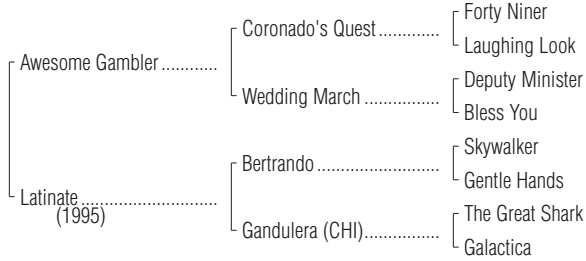 Forty Niner
Coronado's Quest.............
Laughing Look
Awesome Gambler............
Deputy Minister
Wedding March................
Bless You
Skywalker
Bertrando..........................
Gentle Hands
Latinate.............................
(1995)
The Great Shark
Gandulera (CHI)................
Galactica